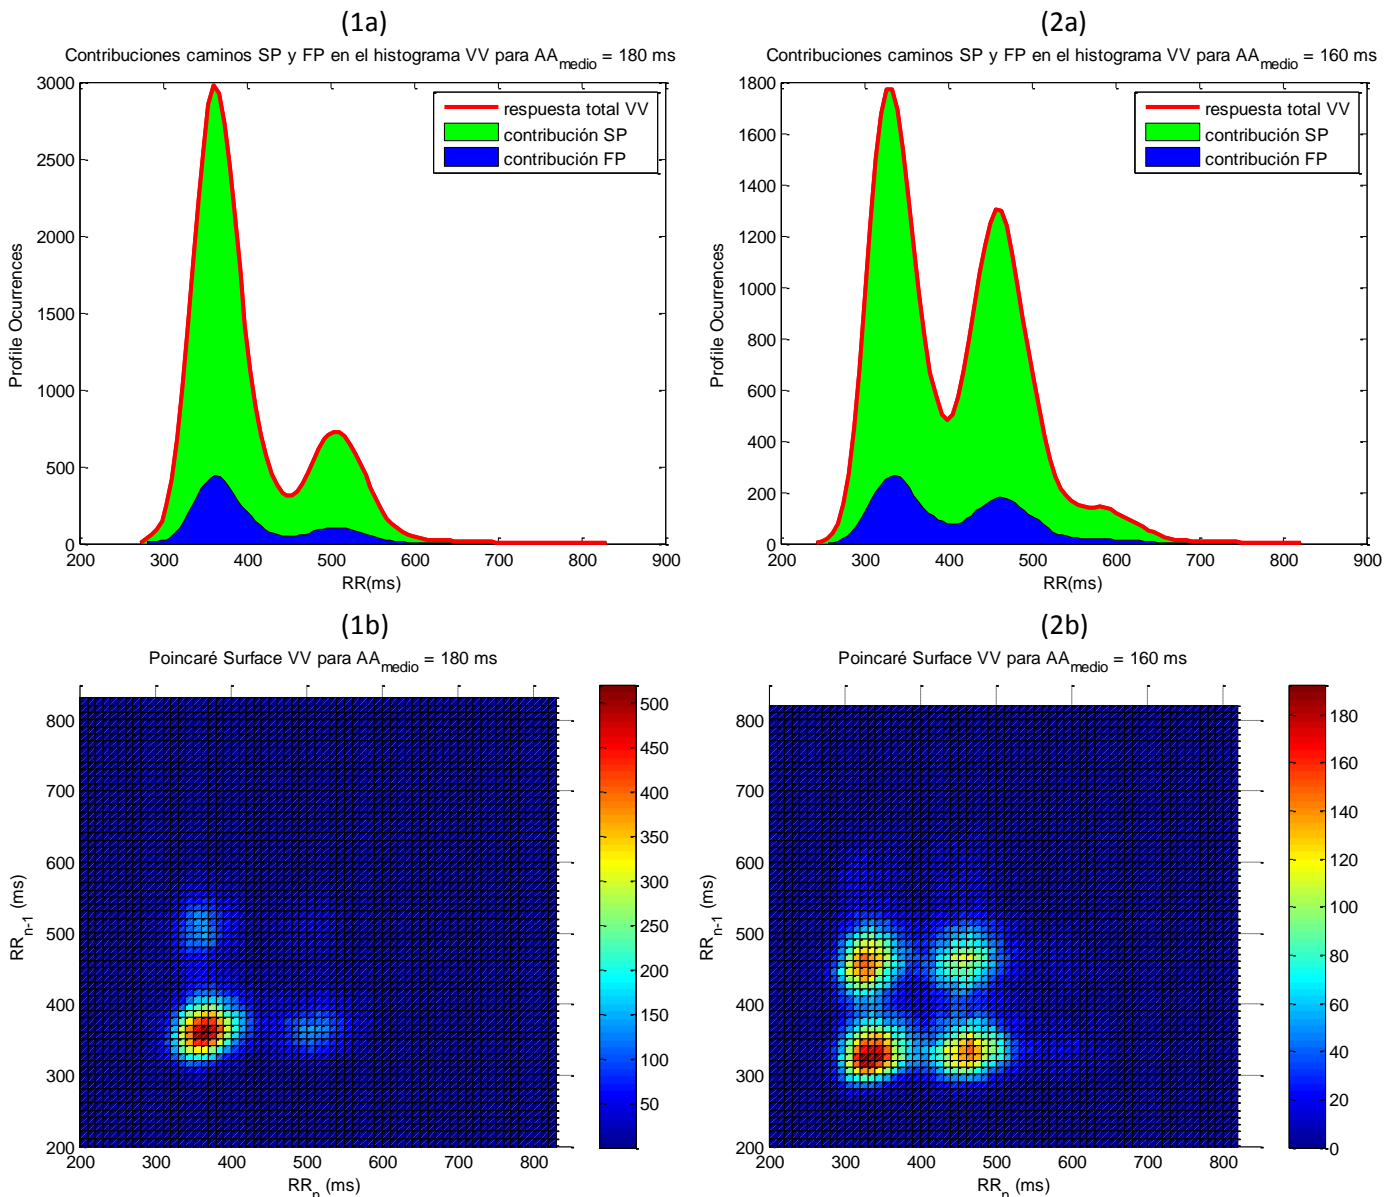 (1a)
Contribuciones caminos SP y FP en el histograma VV para AAmedio = 180 ms
3000
2500
2000
1500
1000
500
0
Profile Ocurrences
respuesta total VV
contribución SP
contribución FP
200 300 400 500 600 700 800 900
RR(ms)
(2a)
Contribuciones caminos SP y FP en el histograma VV para AAmedio = 160 ms
1800
1600
1400
1200
1000
800
600
400
200
0
Profile Ocurrences
respuesta total VV
contribución SP
contribución FP
200 300 400 500 600 700 800 900
RR(ms)
(1b)
Poincaré Surface VV para AAmedio = 180 ms
800
700
600
500
400
300
200
RRn-1 (ms)
200 300 400 500 600 700 800
RRn (ms)
500
450
400
350
300
250
200
150
100
50
(2b)
Poincaré Surface VV para AAmedio = 160 ms
800
700
600
500
400
300
200
RRn-1 (ms)
200 300 400 500 600 700 800
RRn (ms)
180
160
140
120
100
80
60
40
20
0